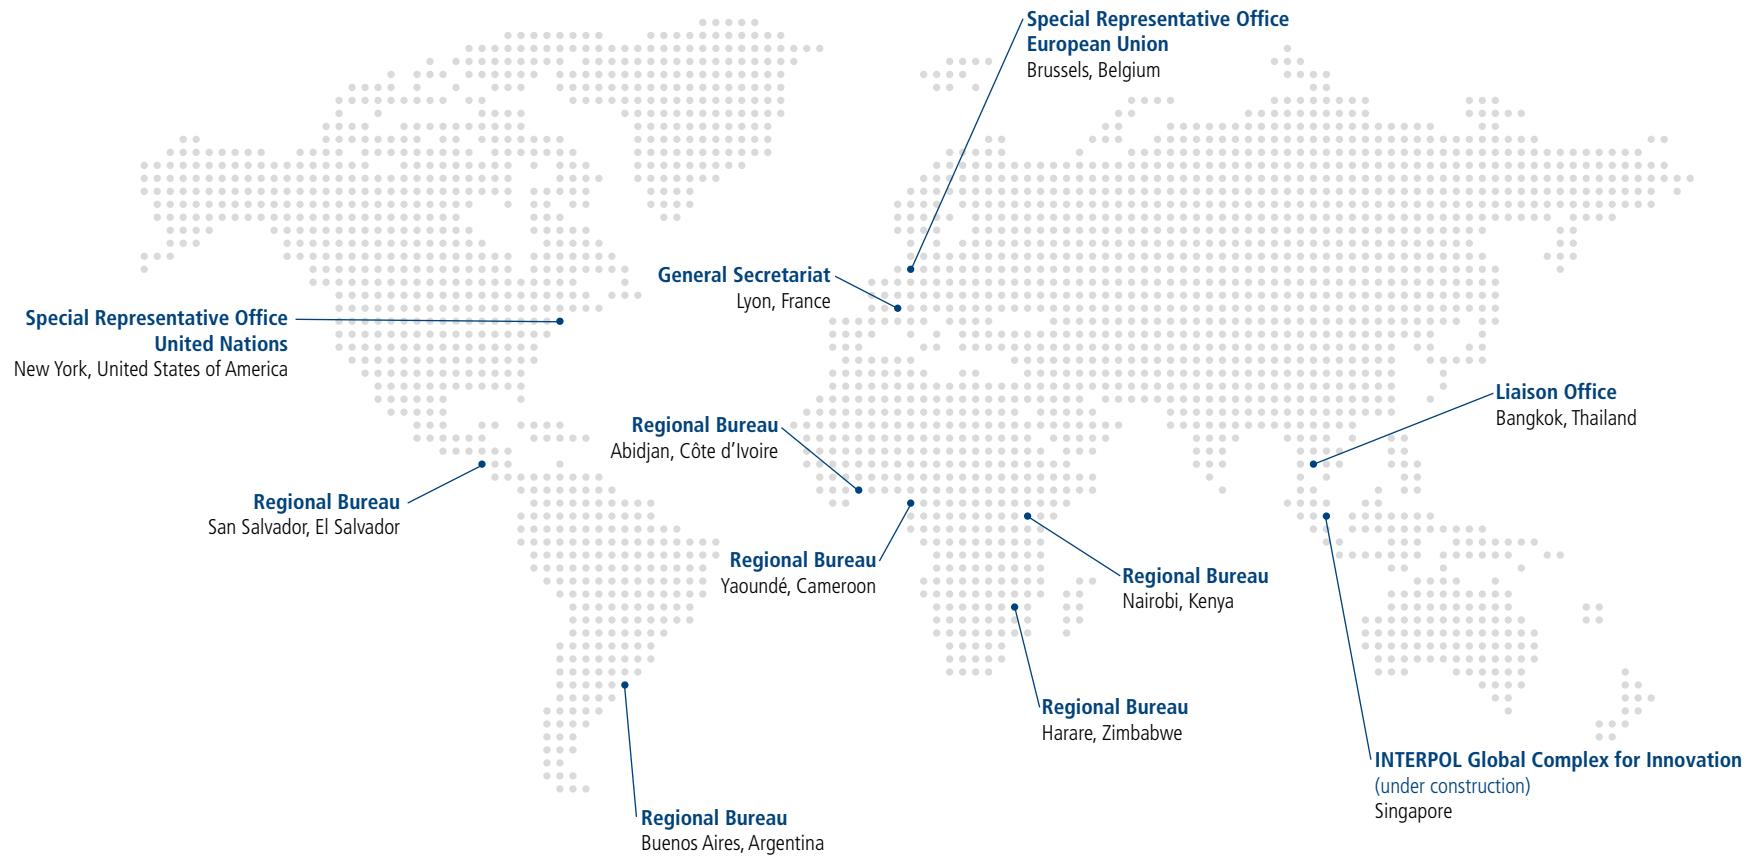 Special Representative Office
European Union
Brussels, Belgium
General Secretariat
Lyon, France
Special Representative Office
United Nations
New York, United States of America
Liaison Office
Bangkok, Thailand
Regional Bureau
Abidjan, Côte d’Ivoire
Regional Bureau
San Salvador, El Salvador
Regional Bureau
Yaoundé, Cameroon
Regional Bureau
Nairobi, Kenya
Regional Bureau
Harare, Zimbabwe
INTERPOL Global Complex for Innovation
(under construction)
Singapore
Regional Bureau
Buenos Aires, Argentina